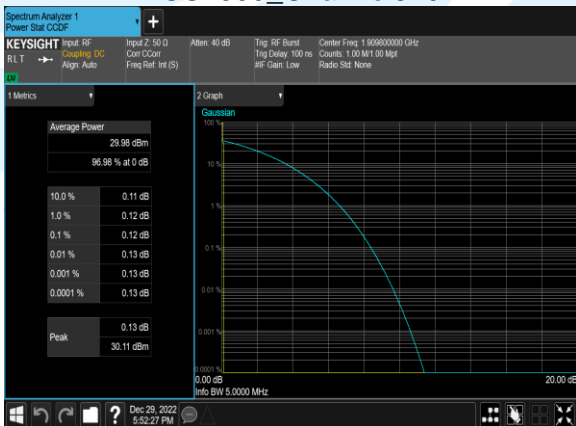 Spectrum Analyzer 1
Power Stat CCDF
+
KEYSIGHT
RLT
Input: RF
Coupling: DC
Align: Auto
Input Z: 50 Ω
Corr CCorr
Freq Ref: Int (S)
Atten: 40 dB
Trig: RF Burst
Trig Delay: 100 ns
#IF Gain: Low
Center Freq: 1.909800000 GHz
Counts: 1.00 M/1.00 Mpt
Radio Std: None
1 Metrics
Average Power
29.98 dBm
96.98 % at 0 dB
10.0 % 0.11 dB
1.0 % 0.12 dB
0.1 % 0.12 dB
0.01 % 0.13 dB
0.001 % 0.13 dB
0.0001 % 0.13 dB
Peak
0.13 dB
30.11 dBm
2 Graph
Gaussian
100 %
10 %
1 %
0.1 %
0.01 %
0.001 %
0.0001 %
0.00 dB 20.00 dB
Info BW 5.0000 MHz
?
Dec 29, 2022
5:52:27 PM